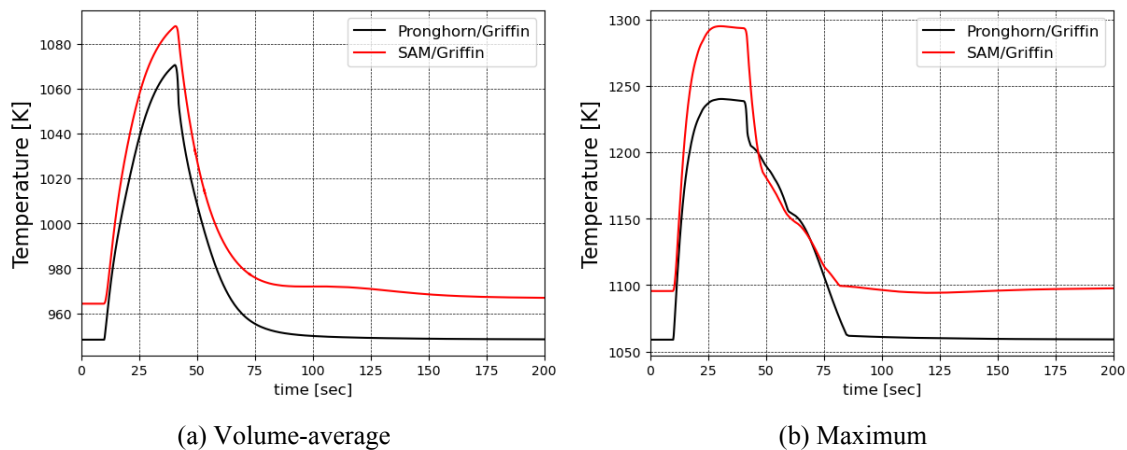 Pronghorn/Griffin
SAM/Griffin
1080
1060
1040
1020
1000
980
960
Temperature [K]
0 25 50 75 100 125 150 175 200
time [sec]
(a) Volume-average
Pronghorn/Griffin
SAM/Griffin
1300
1250
1200
1150
1100
1050
Temperature [K]
0 25 50 75 100 125 150 175 200
time [sec]
(b) Maximum